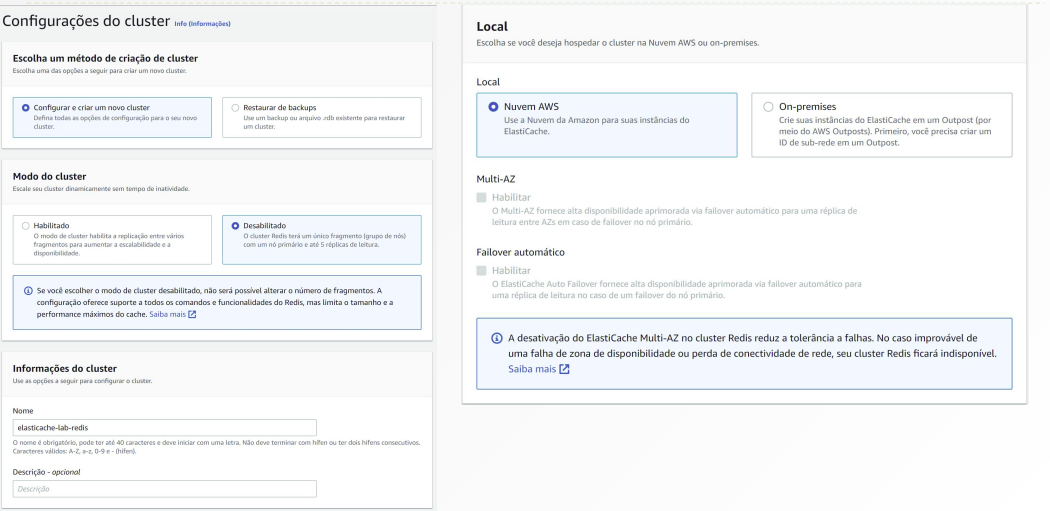 Configurações do cluster Info (Informações)
Escolha um método de criação de cluster
Escolha uma das opções a seguir para criar um novo cluster.
Configurar e criar um novo cluster
Defina todas as opções de configuração para o seu novo
cluster.
Restaurar de backups
Use um backup ou arquivo .rdb existente para restaurar
um cluster.
Modo do cluster
Escale seu cluster dinamicamente sem tempo de inatividade.
Habilitado
O modo de cluster habilita a replicação entre vários
fragmentos para aumentar a escalabilidade e a
disponibilidade.
Desabilitado
O cluster Redis terá um único fragmento (grupo de nós)
com um nó primário e até 5 réplicas de leitura.
Se você escolher o modo de cluster desabilitado, não será possível alterar o número de fragmentos. A
configuração oferece suporte a todos os comandos e funcionalidades do Redis, mas limita o tamanho e a
performance máximos do cache. Saiba mais
Informações do cluster
Use as opções a seguir para configurar o cluster.
Nome
elasticache-lab-redis
O nome é obrigatório, pode ter até 40 caracteres e deve iniciar com uma letra. Não deve terminar com hífen ou ter dois hifens consecutivos.
Caracteres válidos: A-Z, a-z, 0-9 e - (hífen).
Descrição - opcional
Descrição
Local
Escolha se você deseja hospedar o cluster na Nuvem AWS ou on-premises.
Local
Nuvem AWS
Use a Nuvem da Amazon para suas instâncias do
ElastiCache.
On-premises
Crie suas instâncias do ElastiCache em um Outpost (por
meio do AWS Outposts). Primeiro, você precisa criar um
ID de sub-rede em um Outpost.
Multi-AZ
Habilitar
O Multi-AZ fornece alta disponibilidade aprimorada via failover automático para uma réplica de
leitura entre AZs em caso de failover no nó primário.
Failover automático
Habilitar
O ElastiCache Auto Failover fornece alta disponibilidade aprimorada via failover automático para
uma réplica de leitura no caso de um failover do nó primário.
A desativação do ElastiCache Multi-AZ no cluster Redis reduz a tolerância a falhas. No caso improvável de
uma falha de zona de disponibilidade ou perda de conectividade de rede, seu cluster Redis ficará indisponível.
Saiba mais